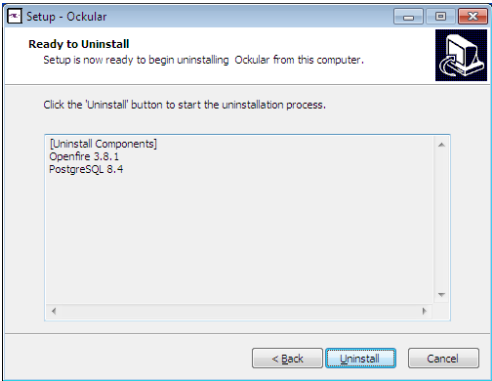 Setup - Ockular
Ready to Uninstall
Setup is now ready to begin uninstalling Ockular from this computer.
Click the 'Uninstall' button to start the uninstallation process.
[Uninstall Components]
Openfire 3.8.1
PostgreSQL 8.4
< Back
Uninstall
Cancel